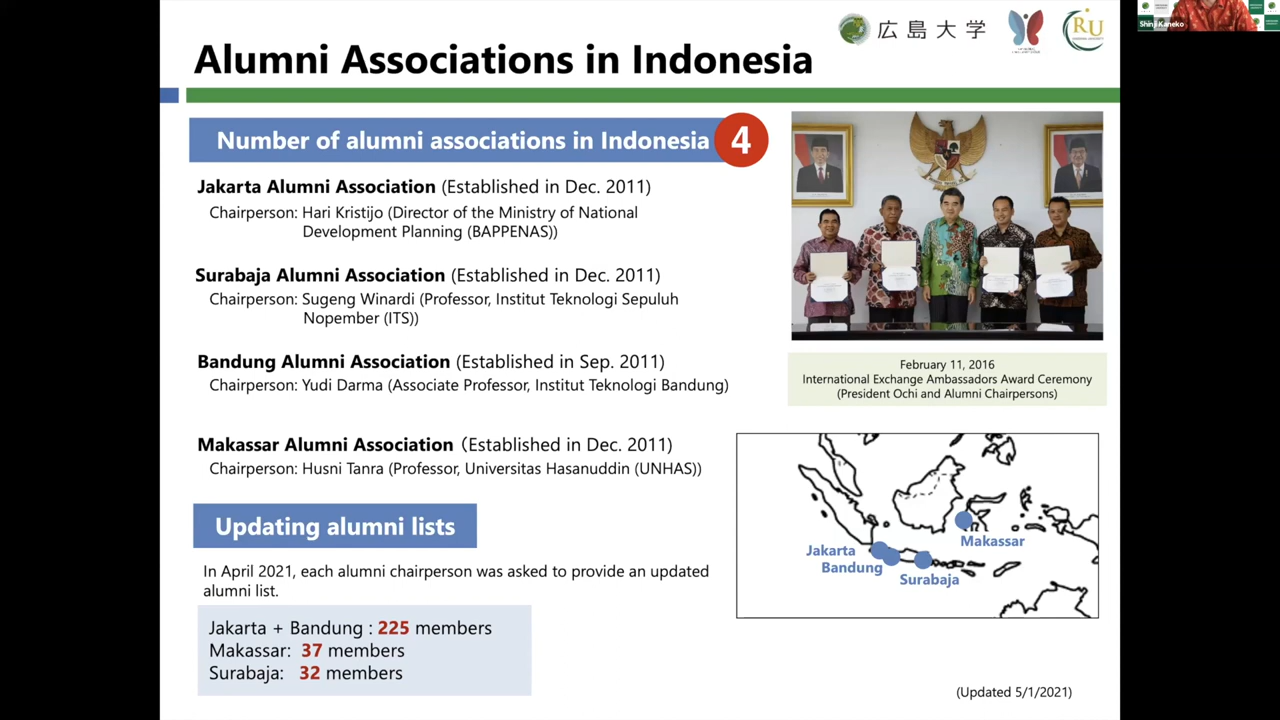 広島大学
RU
Shinji Kaneko
Alumni Associations in Indonesia
Number of alumni associations in Indonesia 4
Jakarta Alumni Association (Established in Dec. 2011)
Chairperson: Hari Kristijo (Director of the Ministry of National
Development Planning (BAPPENAS))
Surabaja Alumni Association (Established in Dec. 2011)
Chairperson: Sugeng Winardi (Professor, Institut Teknologi Sepuluh
Nopember (ITS))
Bandung Alumni Association (Established in Sep. 2011)
Chairperson: Yudi Darma (Associate Professor, Institut Teknologi Bandung)
Makassar Alumni Association (Established in Dec. 2011)
Chairperson: Husni Tanra (Professor, Universitas Hasanuddin (UNHAS))
Updating alumni lists
In April 2021, each alumni chairperson was asked to provide an updated
alumni list.
Jakarta + Bandung : 225 members
Makassar: 37 members
Surabaja: 32 members
February 11, 2016
International Exchange Ambassadors Award Ceremony
(President Ochi and Alumni Chairpersons)
Makassar
Jakarta
Bandung
Surabaja
(Updated 5/1/2021)